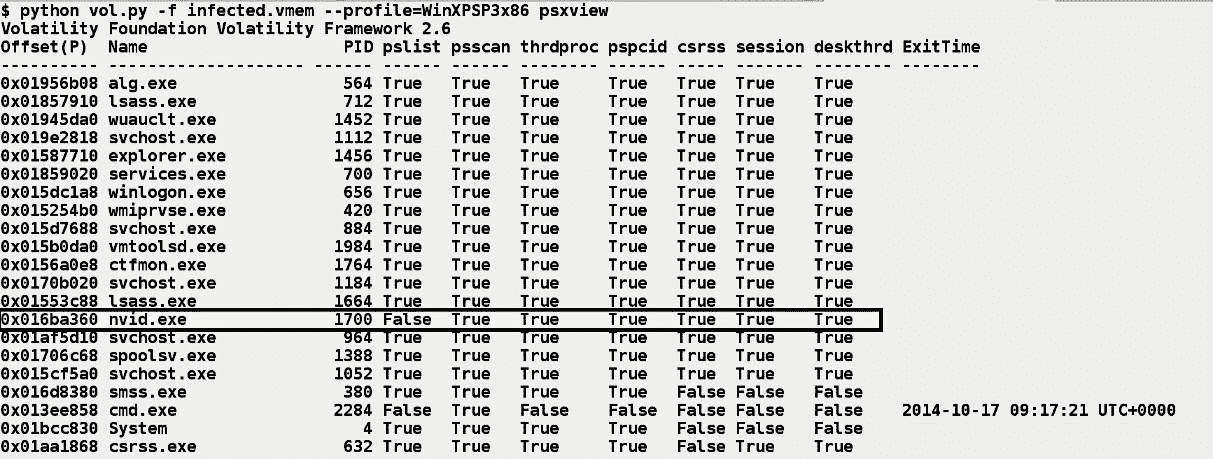 $ python vol.py -f infected.vmem --profile=WinXPSP3x86 psxview
Volatility Foundation Volatility Framework 2.6
Offset(P)  Name                    PID pslist psscan thrdproc pspcid csrss session deskthrd ExitTime
---------- -------------------- ------ ------ ------ -------- ------ ----- ------- -------- --------
0x01956b08 alg.exe                 564 True   True   True     True   True  True    True
0x01857910 lsass.exe               712 True   True   True     True   True  True    True
0x01945da0 wuauclt.exe            1452 True   True   True     True   True  True    True
0x019e2818 svchost.exe            1112 True   True   True     True   True  True    True
0x01587710 explorer.exe           1456 True   True   True     True   True  True    True
0x01859020 services.exe            700 True   True   True     True   True  True    True
0x015dc1a8 winlogon.exe            656 True   True   True     True   True  True    True
0x015254b0 wmiprvse.exe            420 True   True   True     True   True  True    True
0x015d7688 svchost.exe             884 True   True   True     True   True  True    True
0x015b0da0 vmtoolsd.exe           1984 True   True   True     True   True  True    True
0x0156a0e8 ctfmon.exe             1764 True   True   True     True   True  True    True
0x0170b020 svchost.exe            1184 True   True   True     True   True  True    True
0x01553c88 lsass.exe              1664 True   True   True     True   True  True    True
0x016ba360 nvid.exe               1700 False  True   True     True   True  True    True
0x01af5d10 svchost.exe             964 True   True   True     True   True  True    True
0x01706c68 spoolsv.exe            1388 True   True   True     True   True  True    True
0x015cf5a0 svchost.exe            1052 True   True   True     True   True  True    True
0x016d8380 smss.exe                380 True   True   True     True   False False   False
0x013ee858 cmd.exe                2284 False  True   False    False  False False   False    2014-10-17 09:17:21 UTC+0000
0x01bcc830 System                    4 True   True   True     True   False False   False
0x01aa1868 csrss.exe               632 True   True   True     True   False True    True